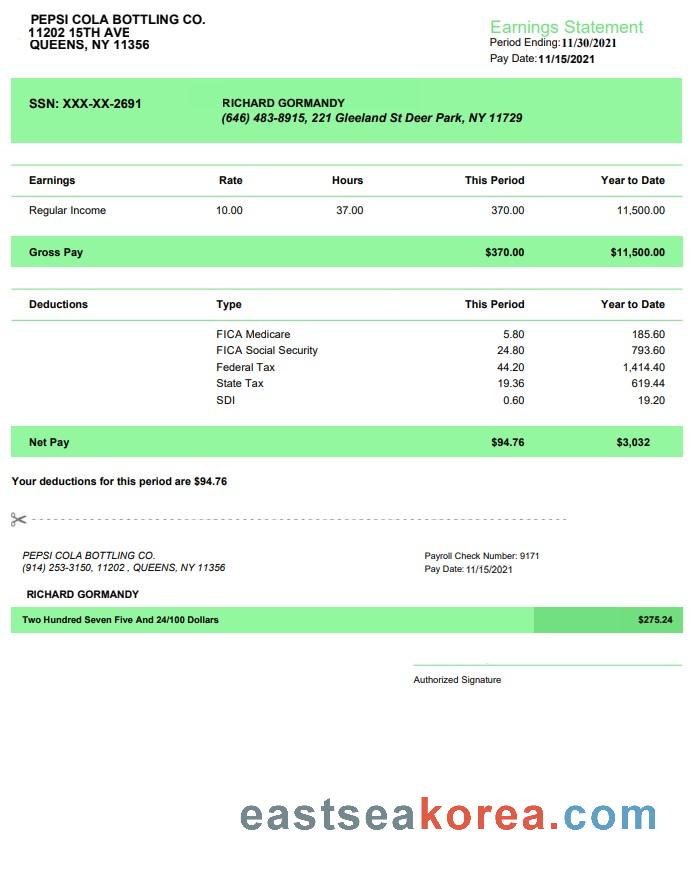 PEPSI COLA BOTTLING CO.
11202 15TH AVE
QUEENS, NY 11356
Earnings Statement
Period Ending: 11/30/2021
Pay Date: 11/15/2021
SSN: XXX-XX-2691
RICHARD GORMANDY
(646) 483-8915, 221 Gleeland St Deer Park, NY 11729
Earnings Rate Hours This Period Year to Date
Regular Income 10.00 37.00 370.00 11,500.00
Gross Pay $370.00 $11,500.00
Deductions Type This Period Year to Date
FICA Medicare 5.80 185.60
FICA Social Security 24.80 793.60
Federal Tax 44.20 1,414.40
State Tax 19.36 619.44
SDI 0.60 19.20
Net Pay $94.76 $3,032
Your deductions for this period are $94.76
PEPSI COLA BOTTLING CO.
(914) 253-3150, 11202 , QUEENS, NY 11356
Payroll Check Number: 9171
Pay Date: 11/15/2021
RICHARD GORMANDY
Two Hundred Seven Five And 24/100 Dollars $275.24
Authorized Signature
eastseakorea.com